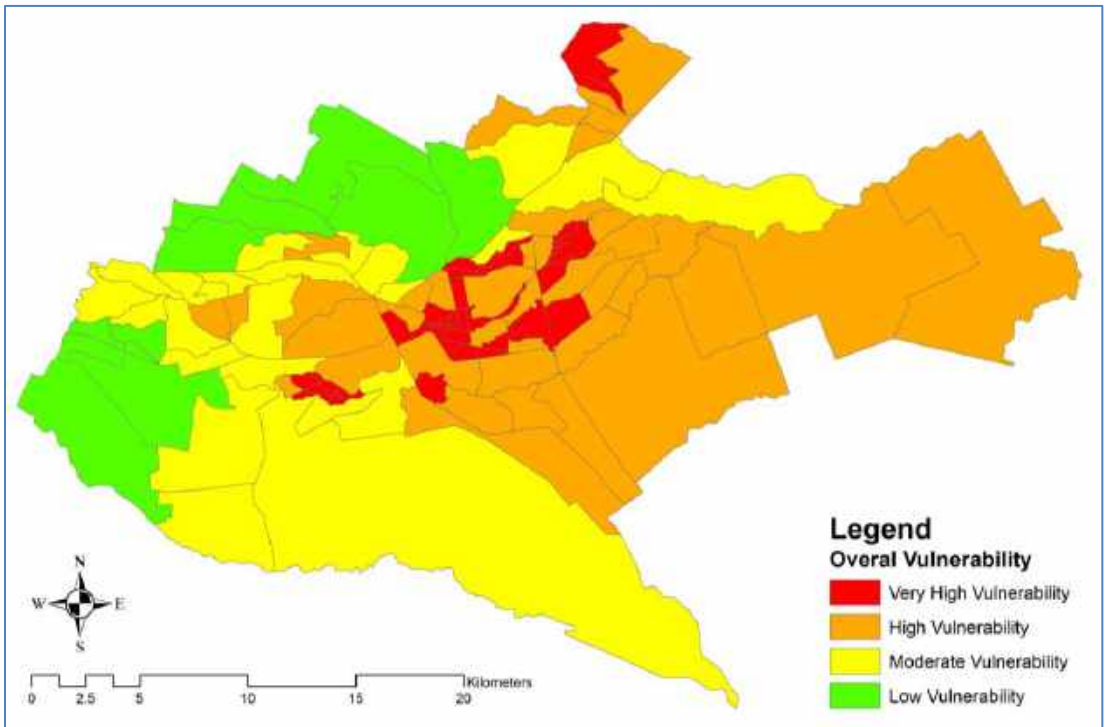 Legend
Overal Vulnerability
Very High Vulnerability
High Vulnerability
Moderate Vulnerability
Low Vulnerability
N
W E
S
Kilometers
0 2.5 5 10 15 20